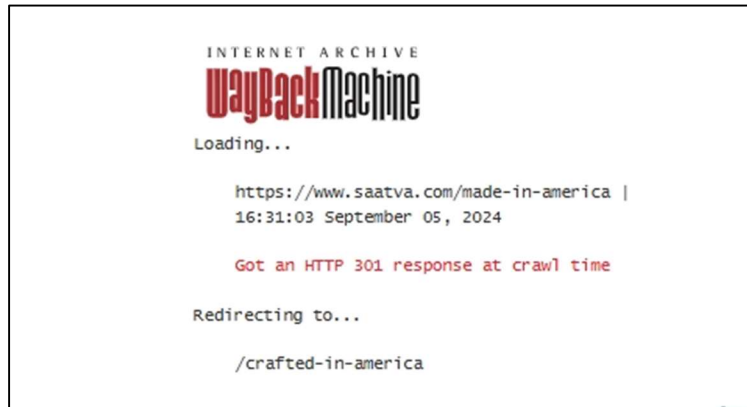 INTERNET ARCHIVE
WayBackMachine
Loading...
https://www.saatva.com/made-in-america |
16:31:03 September 05, 2024
Got an HTTP 301 response at crawl time
Redirecting to...
/crafted-in-america